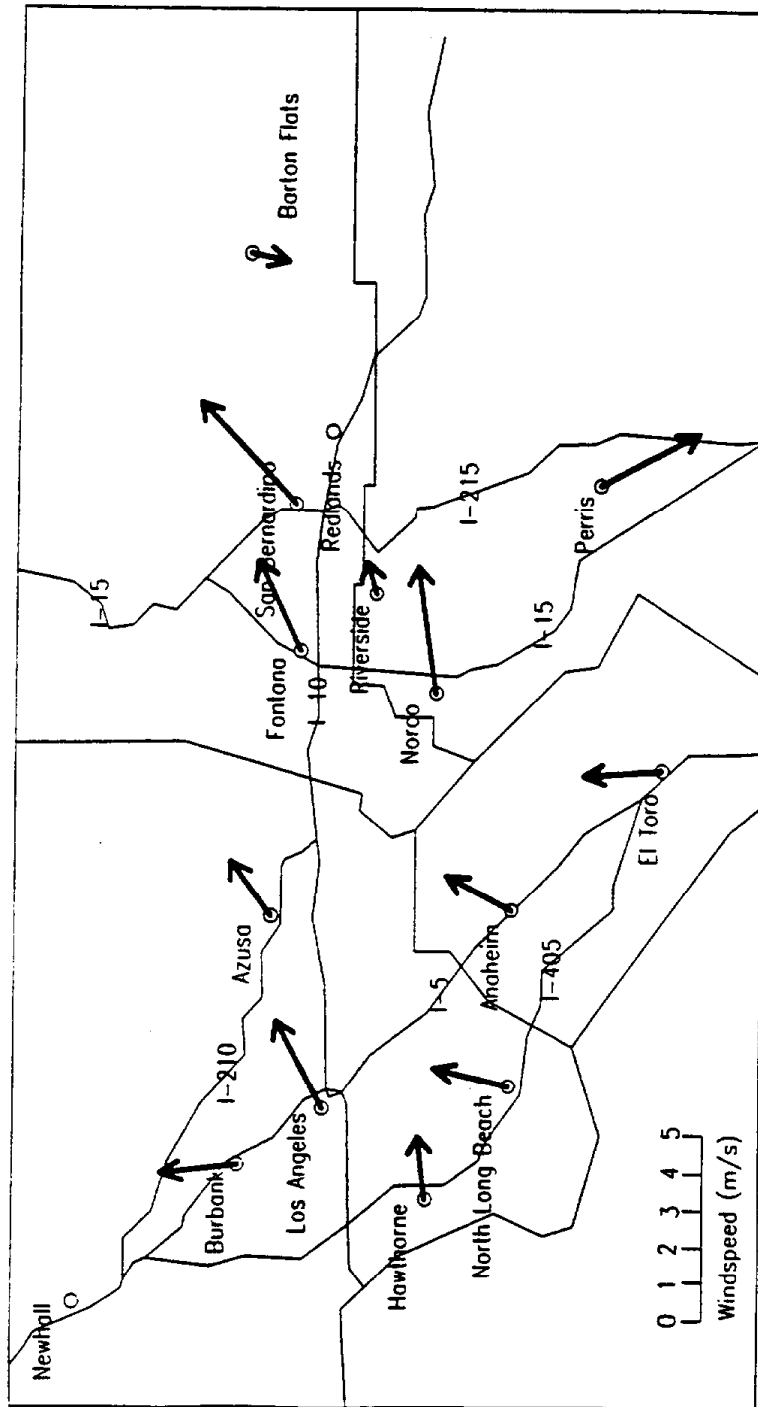 Newhall
I-15
Barton Flats
San Bernardino
Redlands
Fontana
I-10
Riverside
I-215
Azusa
I-210
Burbank
Los Angeles
Norco
I-15
Perris
I-5
Hawthorne
North Long Beach
Anaheim
I-405
El Toro
0 1 2 3 4 5
Windspeed (m/s)